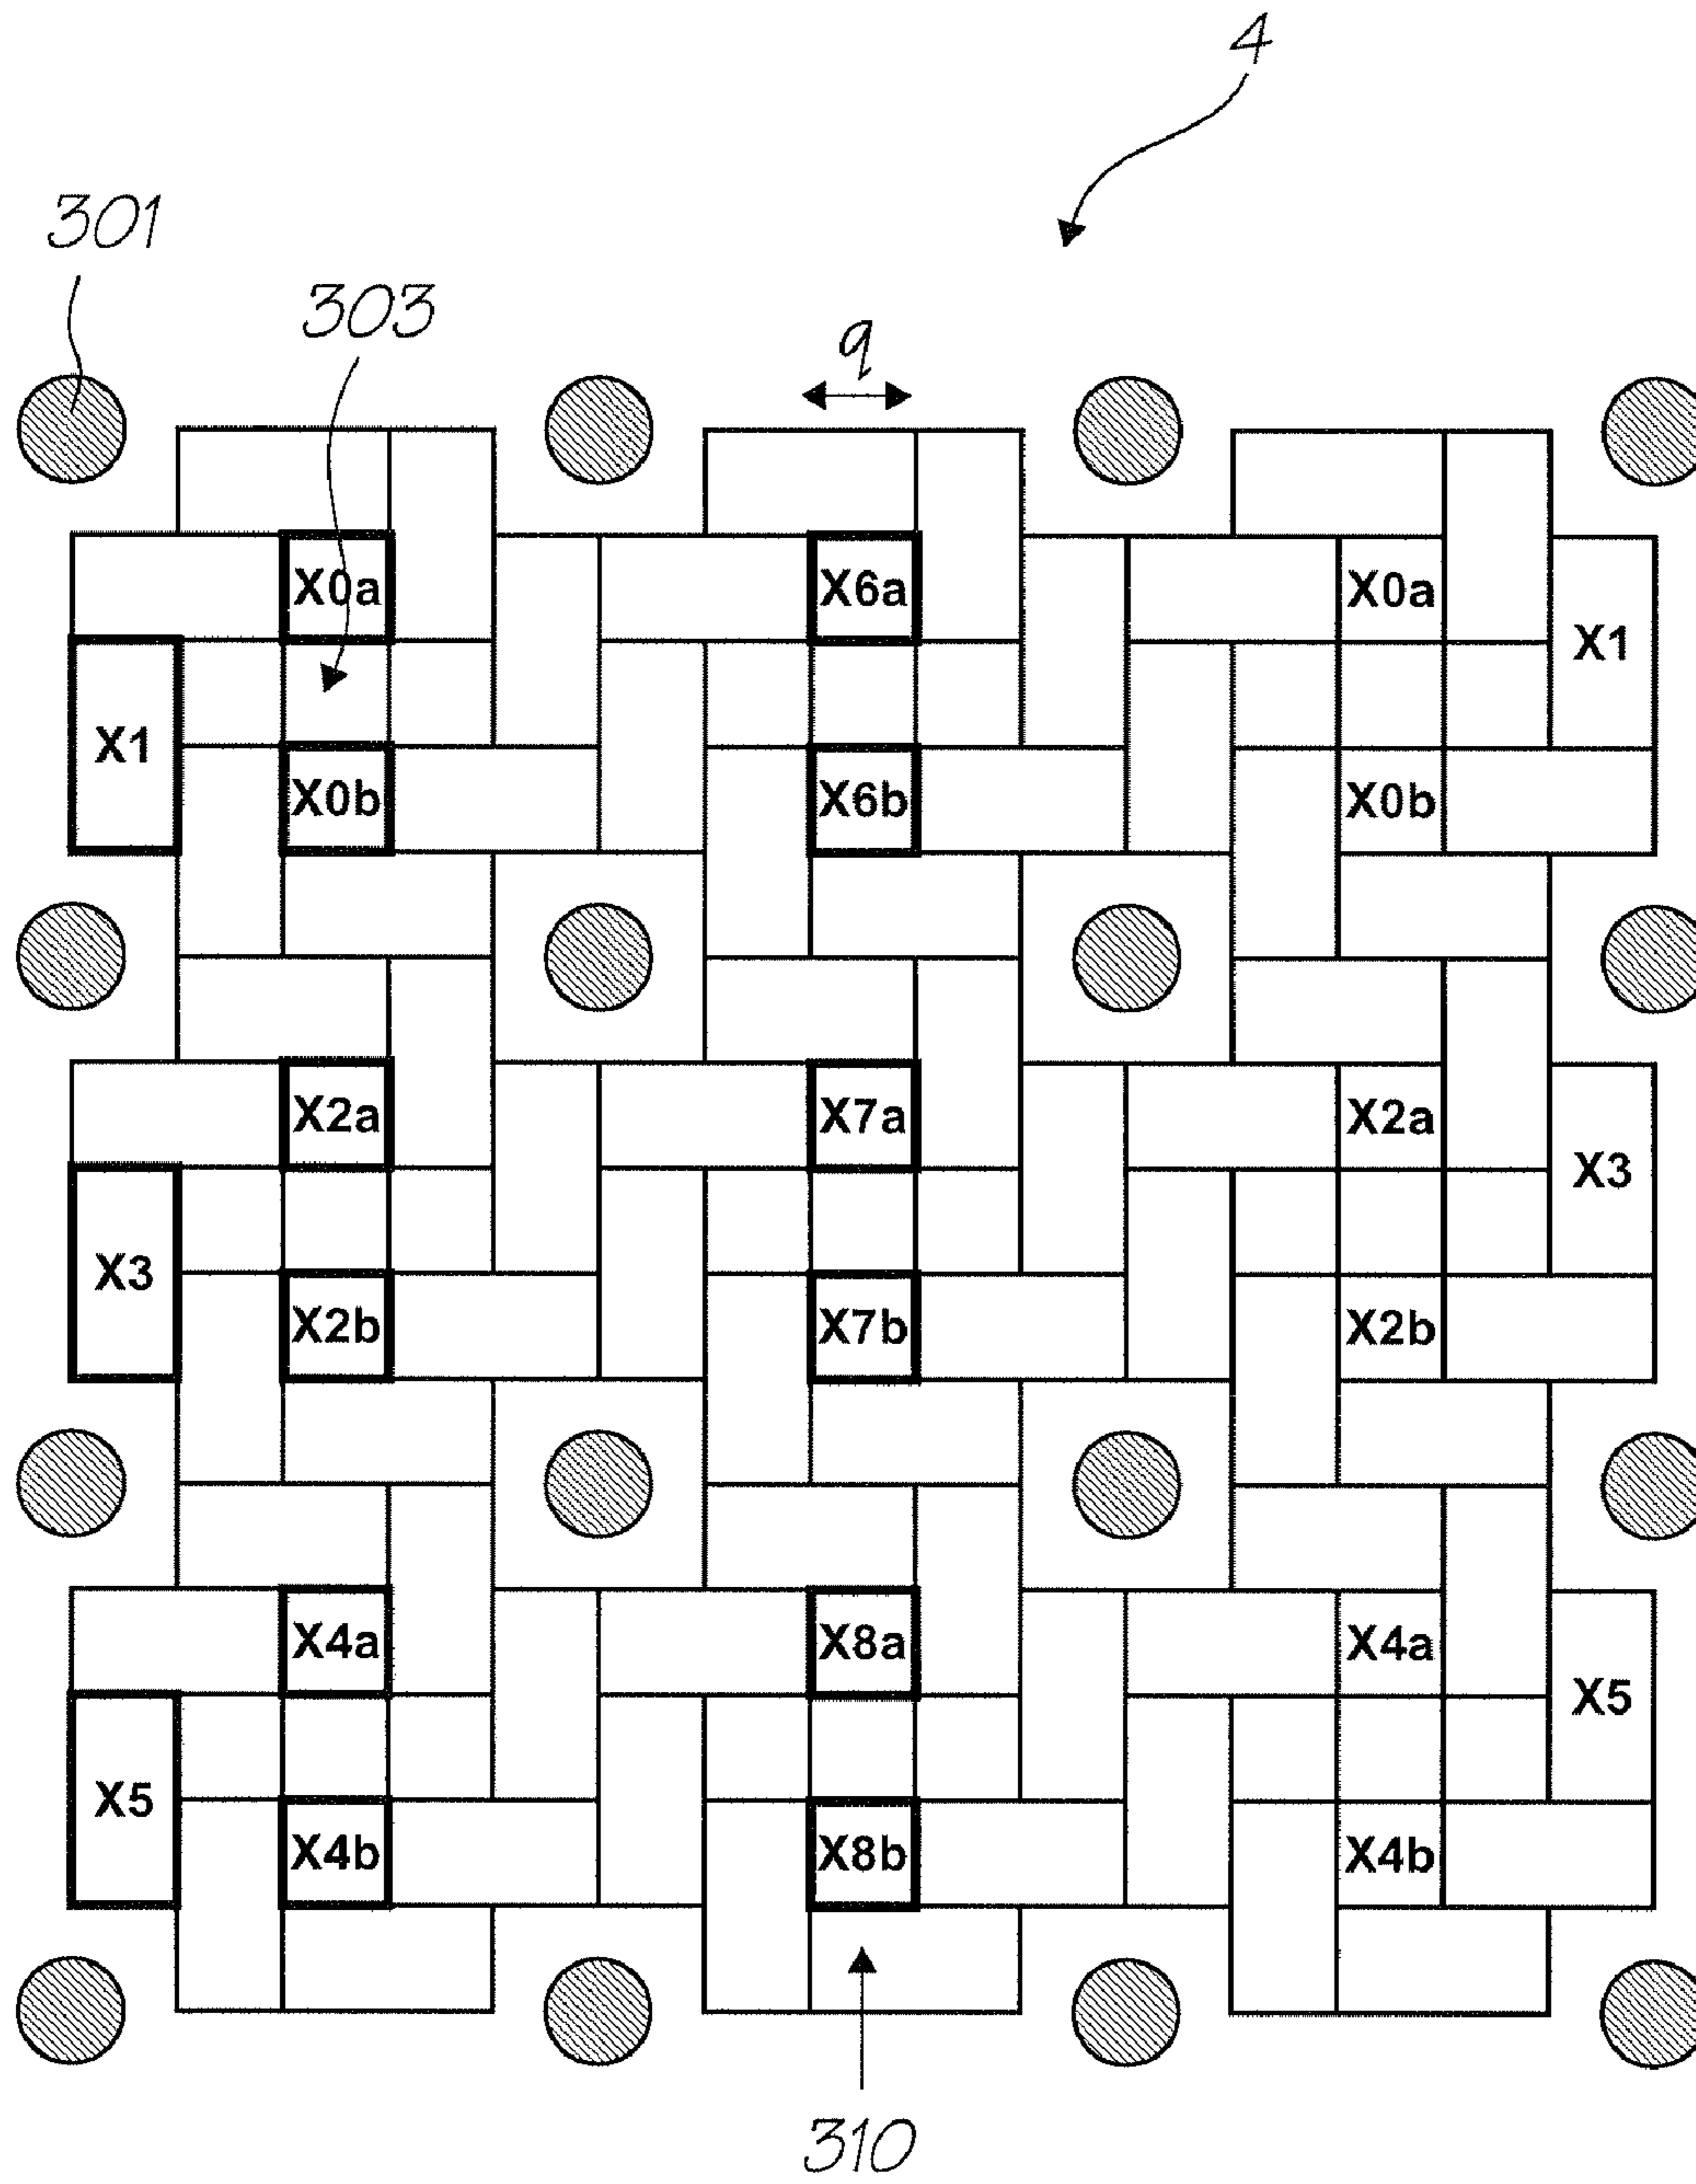 4
301
303
q
X0a X6a X0a
X1
X1
X0b X6b X0b
X2a X7a X2a
X3
X3
X2b X7b X2b
X4a X8a X4a
X5
X5
X4b X8b X4b
310